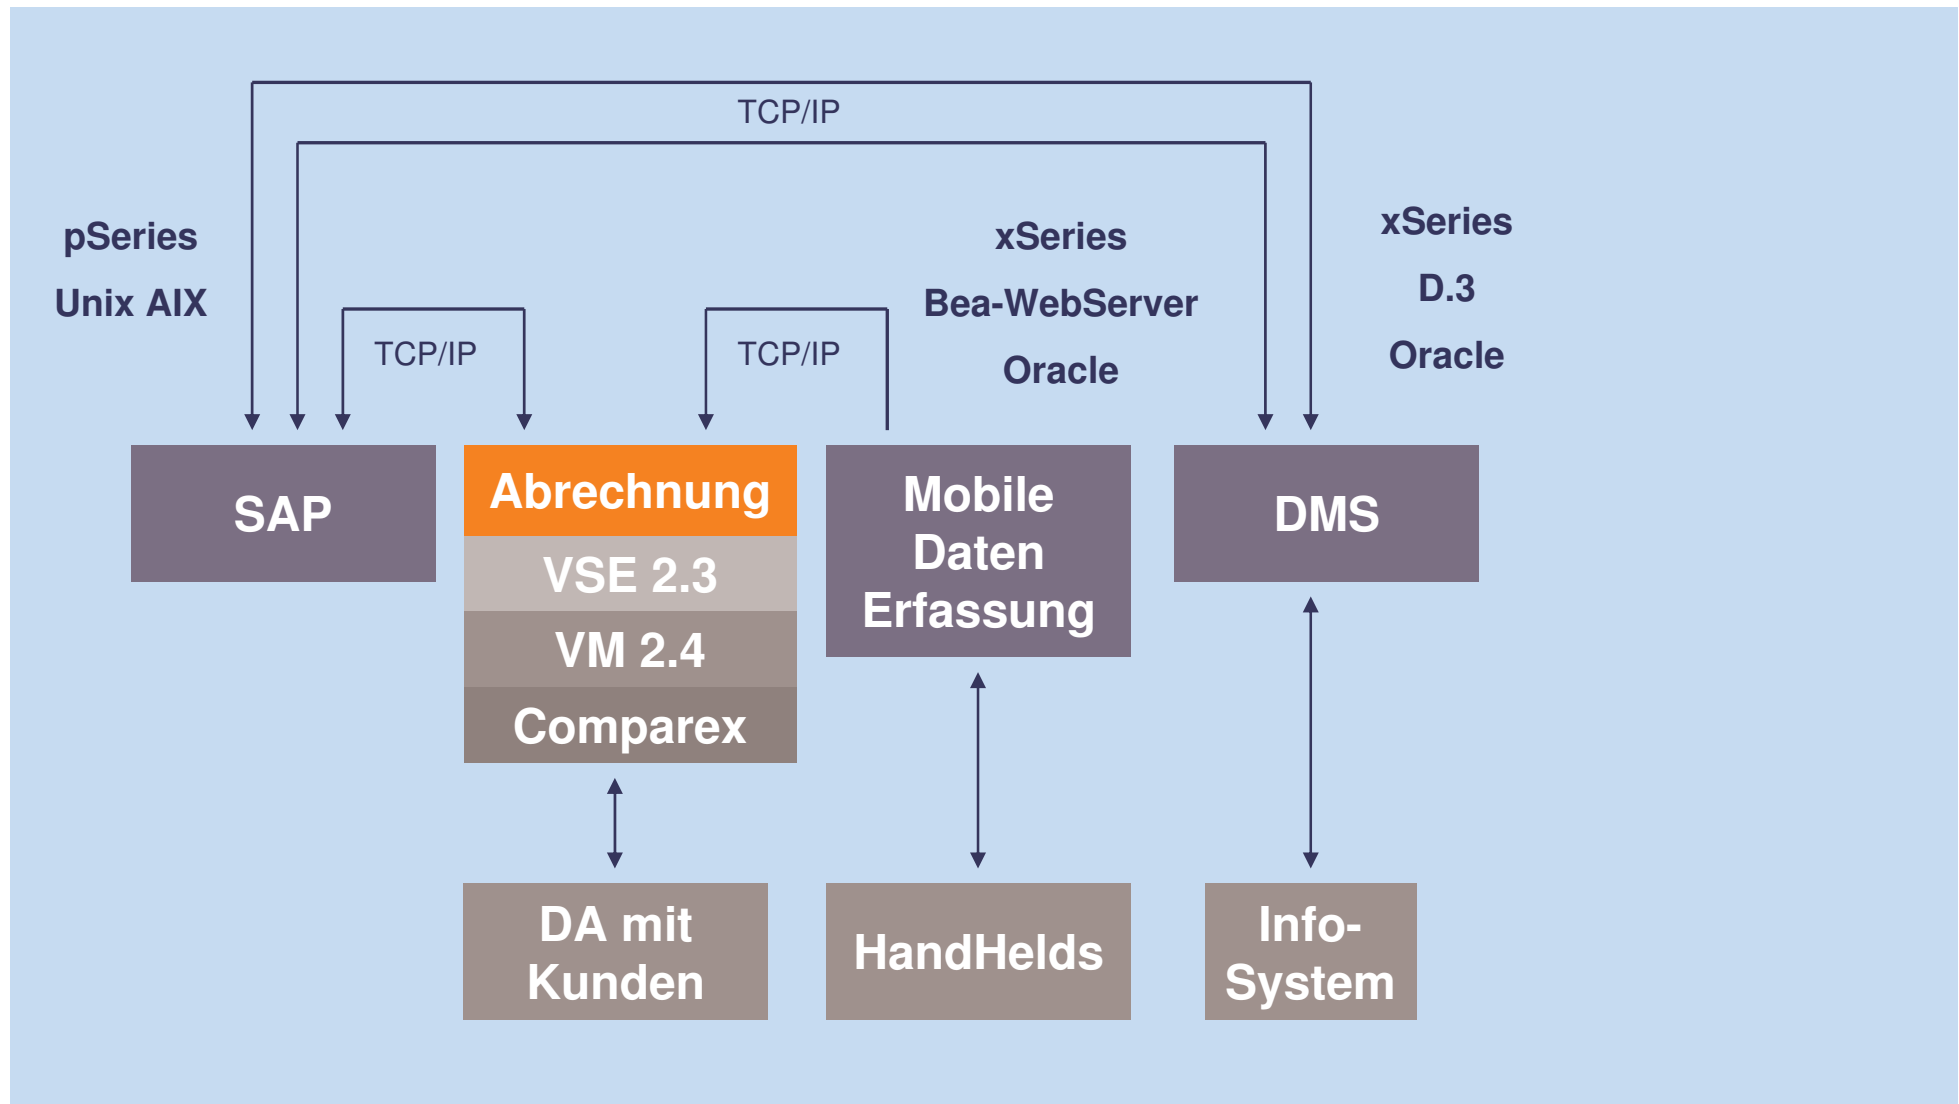 TCP/IP
pSeries
Unix AIX
xSeries
Bea-WebServer
Oracle
xSeries
D.3
Oracle
TCP/IP
TCP/IP
SAP
Abrechnung
VSE 2.3
VM 2.4
Comparex
Mobile
Daten
Erfassung
DMS
DA mit
Kunden
HandHelds
Info-
System